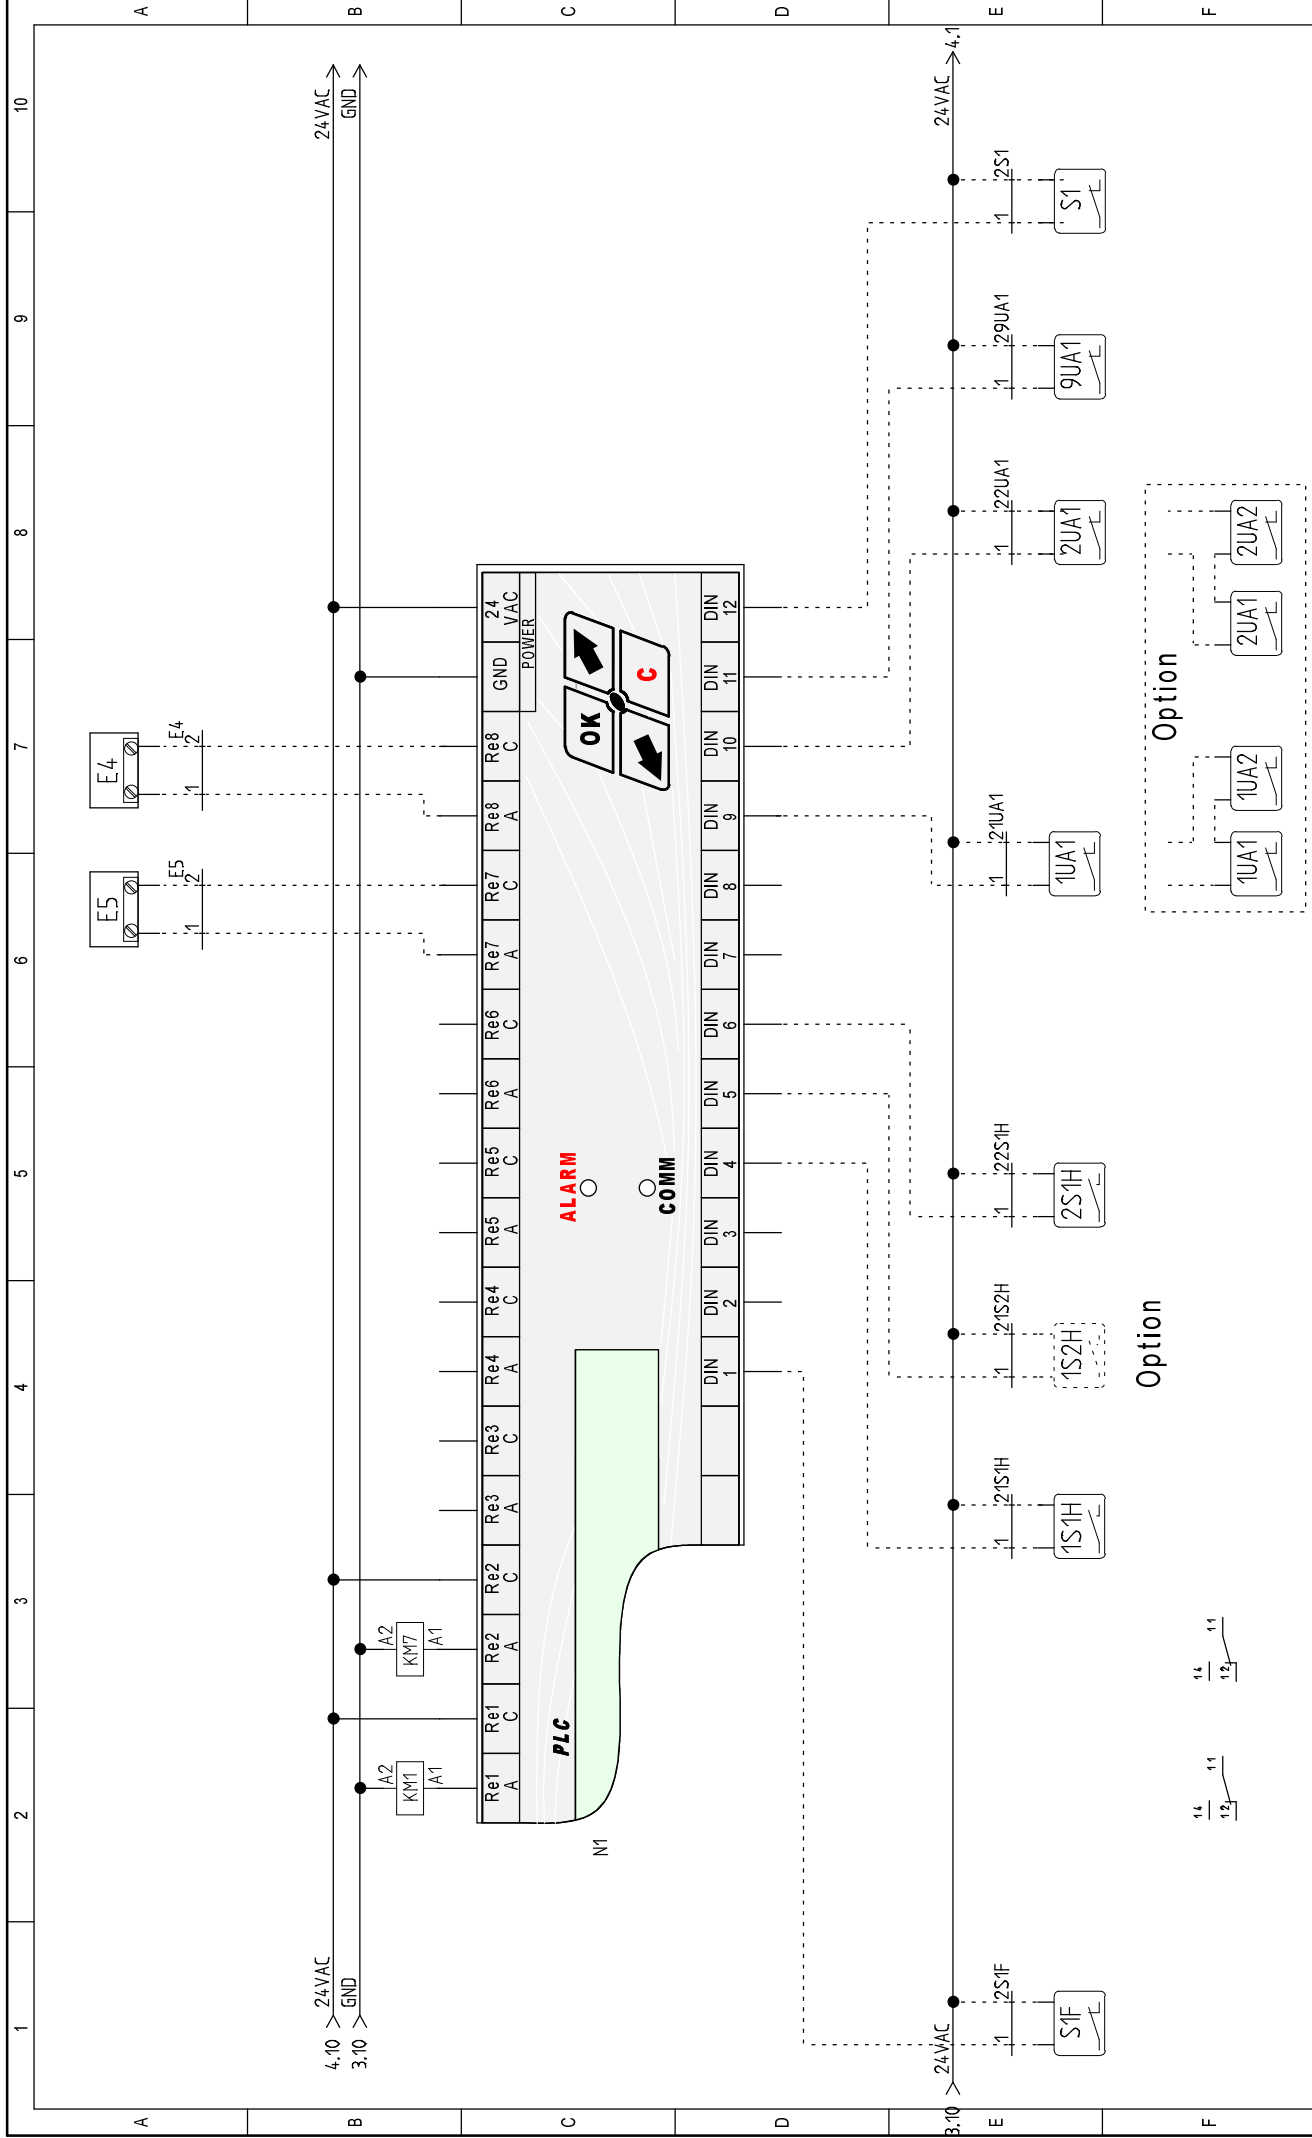 1 2 3 4 5 6 7 8 9 10
A
E5 E4
1 2 E5
1 2 E4
B
4.10 24VAC 24VAC
3.10 GND GND
A2 A2
KM1 KM7
A1 A1
C
Re1 A
Re1 C
Re2 A
Re2 C
Re3 A
Re3 C
Re4 A
Re4 C
Re5 A
Re5 C
Re6 A
Re6 C
Re7 A
Re7 C
Re8 A
Re8 C
GND
24 VAC
POWER
PLC
ALARM
COMM
OK
C
N1
DIN 1
DIN 2
DIN 3
DIN 4
DIN 5
DIN 6
DIN 7
DIN 8
DIN 9
DIN 10
DIN 11
DIN 12
D
3.10 24VAC 24VAC 4.1
E
1 2S1F
1 21S1H
1 21S2H
1 22S1H
1 21UA1
1 22UA1
1 29UA1
1 2S1
S1F 1S1H 1S2H 2S1H 1UA1 2UA1 9UA1 S1
Option
Option
F
14 12 11
14 12 11
1UA1 1UA2 2UA1 2UA2
A
B
C
D
E
F